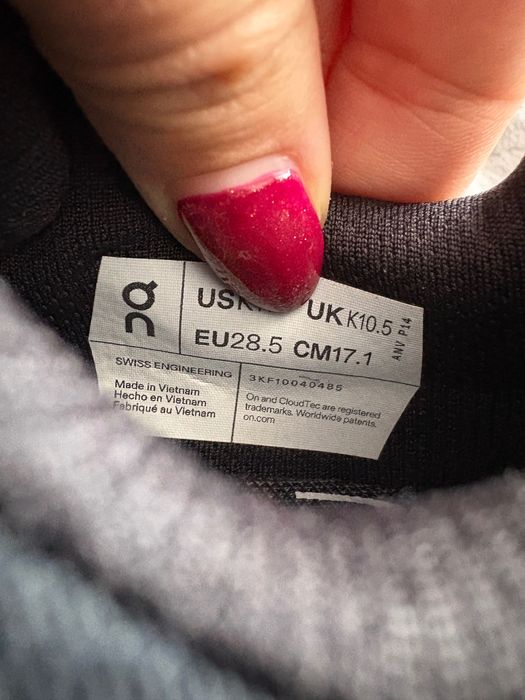 ON
US UK K10.5
EU28.5 CM17.1
ANV P14
SWISS ENGINEERING
Made in Vietnam
Hecho en Vietnam
Fabriqué au Vietnam
3KF10040485
On and CloudTec are registered
trademarks. Worldwide patents.
on.com